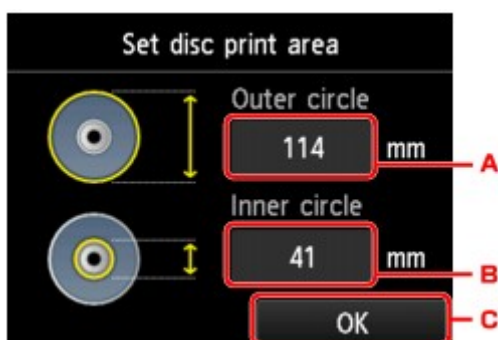 Set disc print area
Outer circle
114 mm
A
Inner circle
41 mm
B
OK
C